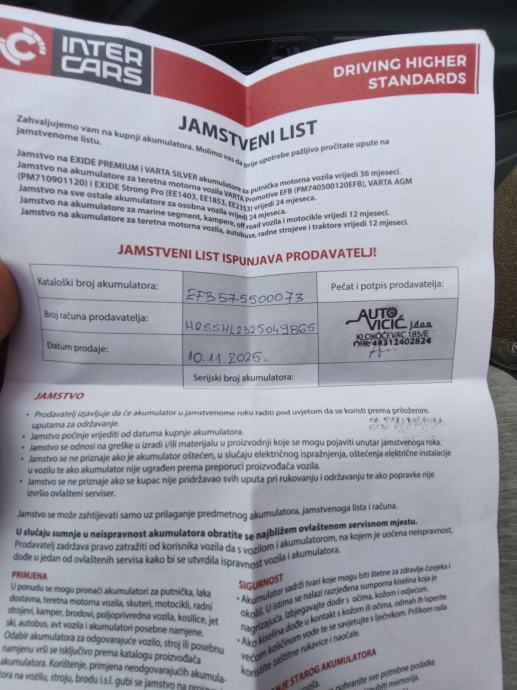 INTER
CARS
DRIVING HIGHER
STANDARDS
JAMSTVENI LIST
Zahvaljujemo vam na kupnji akumulatora. Molimo vas da prije upotrebe pažljivo pročitate upute na
jamstvenome listu.
Jamstvo na EXIDE PREMIUM i VARTA SILVER akumulatore za putnička motorna vozila vrijedi 36 mjeseci.
Jamstvo na akumulatore za teretna motorna vozila VARTA Promotive EFB (PM740500120EFB), VARTA AGM
(PM710901120) i EXIDE Strong Pro (EE1403, EE1853, EE2353) vrijedi 24 mjeseca.
Jamstvo na sve ostale akumulatore za osobna vozila vrijedi 24 mjeseca.
Jamstvo na akumulatore za marine segment, kampere, off road vozila i motocikle vrijedi 12 mjeseci.
Jamstvo na akumulatore za teretna motorna vozila, autobuse, radne strojeve i traktore vrijedi 12 mjeseci.
JAMSTVENI LIST ISPUNJAVA PRODAVATELJ!
Kataloški broj akumulatora:
EFB575500073
Pečat i potpis prodavatelja:
Broj računa prodavatelja:
HRSSHL2325049865
AUTO
VICIĆ j.d.o.o.
KLOKOČEVAC 185/E
OIB: 48312402824
Datum prodaje:
10.11.2025.
Serijski broj akumulatora:
JAMSTVO
• Prodavatelj izjavljuje da će akumulator u jamstvenome roku raditi pod uvjetom da se koristi prema priloženim
uputama za održavanje.
• Jamstvo počinje vrijediti od datuma kupnje akumulatora.
• Jamstvo se odnosi na greške u izradi i/ili materijalu u proizvodnji koje se mogu pojaviti unutar jamstvenoga roka.
• Jamstvo se ne priznaje ako je akumulator oštećen, u slučaju električnog ispražnjenja, oštećenja električne instalacije
u vozilu te ako akumulator nije ugrađen prema preporuci proizvođača vozila.
• Jamstvo se ne priznaje ako se kupac nije pridržavao svih uputa pri rukovanju i održavanju te ako popravke nije
izvršio ovlašteni serviser.
Jamstvo se može zahtijevati samo uz prilaganje predmetnog akumulatora, jamstvenoga lista i računa.
U slučaju sumnje u neispravnost akumulatora obratite se najbližem ovlaštenom servisnom mjestu.
Prodavatelj zadržava pravo zatražiti od korisnika vozila da s vozilom i akumulatorom, na kojem je uočena neispravnost,
dođe u jedan od ovlaštenih servisa kako bi se utvrdila ispravnost vozila i akumulatora.
PRIMJENA
U ponudu se mogu pronaći akumulatori za putnička, laka
dostavna, teretna motorna vozila, skuteri, motocikli, radni
strojevi, kamperi, brodovi, poljoprivredna vozila, kosilice, jet
ski, autobusi, avt vozila i akumulatori posebne namjene.
Odabir akumulatora za odgovarajuće vozilo, stroj ili posebnu
namjenu vrši se isključivo prema katalogu proizvođača
akumulatora. Korištenje, primjena neodgovarajućih akumula-
tora na vozilu, stroju, brodu i.s.l. gubi se jamstvo na
SIGURNOST
• Akumulator sadrži tvari koje mogu biti štetne za zdravlje čovjeka i
okoliš. U istima se nalazi razrjeđena sumporna kiselina koja je
nagrizajuća. Izbjegavajte dodir s očima, kožom i odjećom.
• Ako kiselina dođe u kontakt s kožom ili očima, odmah ih isperite
većom količinom vode te se savjetujte s liječnikom. Prilikom rada
koristite zaštitne rukavice i naočale.
STAROG AKUMULATORA
pohranite sve potrebne podatke
memorija.